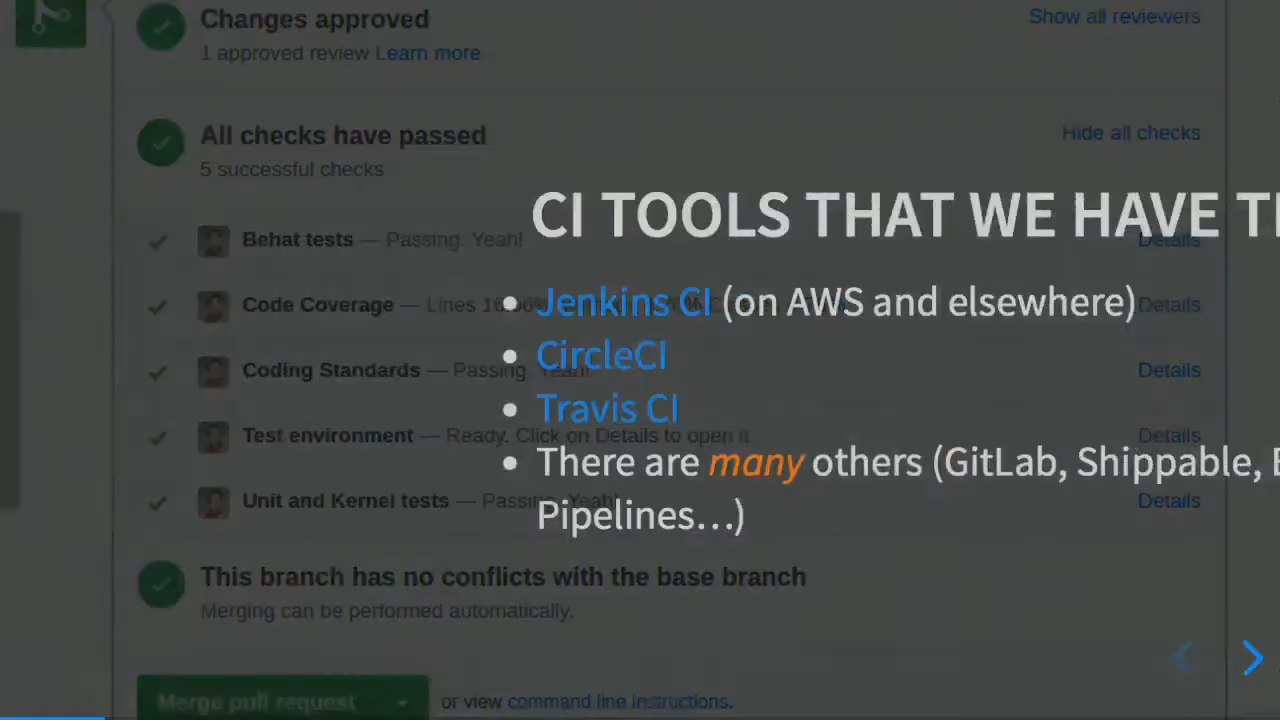 Changes approved
Show all reviewers
1 approved review Learn more
All checks have passed
Hide all checks
5 successful checks
CI TOOLS THAT WE HAVE
Behat tests — Passing. Yeah!
Details
Jenkins CI (on AWS and elsewhere)
Code Coverage — Lines
Details
CircleCI
Coding Standards — Passing. Yeah!
Details
Travis CI
Test environment — Ready. Click on Details to open it
Details
There are many others (GitLab, Shippable,
Unit and Kernel tests — Passing. Yeah!
Details
Pipelines...)
This branch has no conflicts with the base branch
Merging can be performed automatically.
Merge pull request
or view command line instructions.